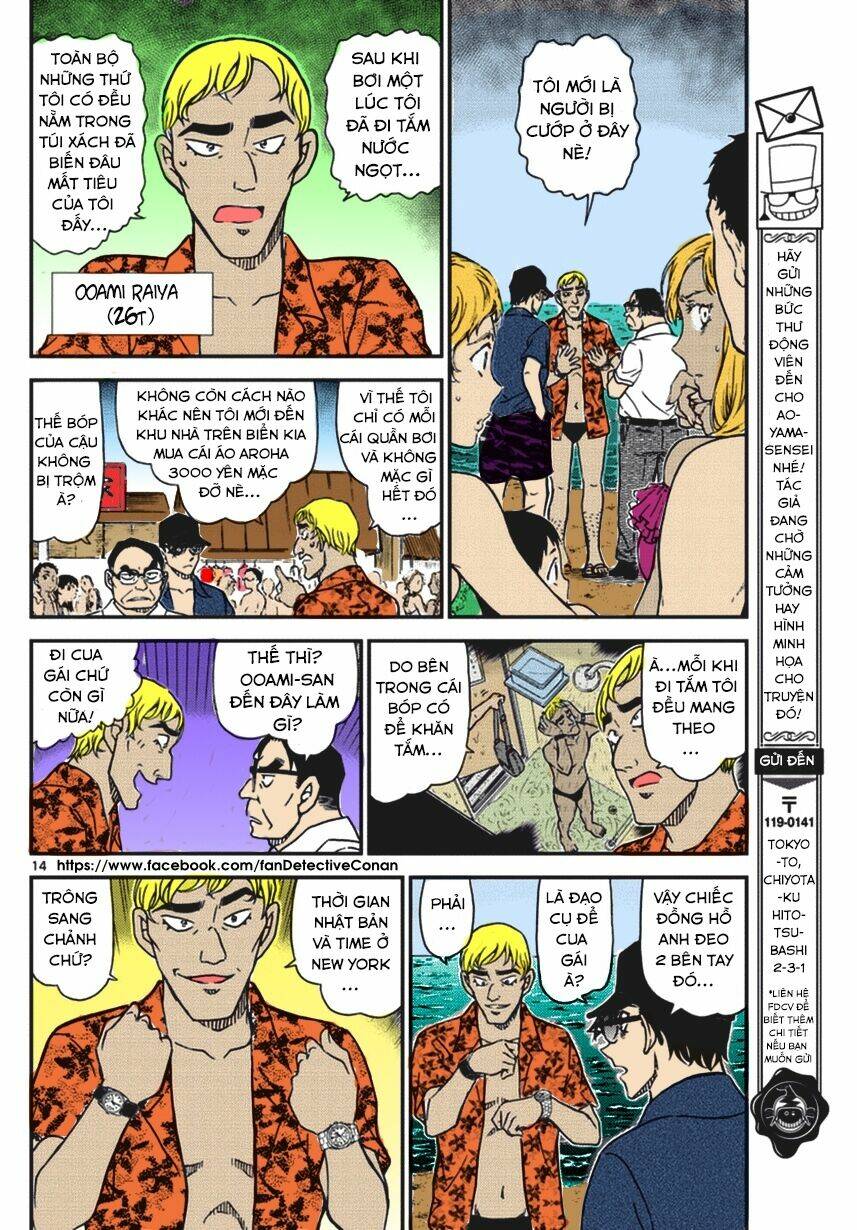 TÔI MỚI LÀ
NGƯỜI BỊ
CƯỚP Ở ĐÂY
NÈ!
SAU KHI
BƠI MỘT
LÚC TÔI
ĐÃ ĐI TẮM
NƯỚC
NGỌT...
TOÀN BỘ
NHỮNG THỨ
TÔI CÓ ĐỀU
NẰM TRONG
TÚI XÁCH ĐÃ
BIẾN ĐÂU
MẤT TIÊU
CỦA TÔI
ĐẤY...
OOAMI RAIYA
(26T)
VÌ THẾ TÔI
CHỈ CÓ MỖI
CÁI QUẦN BƠI
VÀ KHÔNG
MẶC GÌ
HẾT ĐÓ
...
KHÔNG CÒN CÁCH NÀO
KHÁC NÊN TÔI MỚI ĐẾN
KHU NHÀ TRÊN BIỂN KIA
MUA CÁI ÁO AROHA
3000 YÊN MẶC
ĐỠ NÈ...
THẾ BÓP
CỦA CẬU
KHÔNG
BỊ TRỘM
À?
À...MỖI KHI
ĐI TẮM TÔI
ĐỀU MANG
THEO
...
DO BÊN
TRONG CÁI
BÓP CÓ
ĐỂ KHĂN
TẮM...
THẾ THÌ?
OOAMI-SAN
ĐẾN ĐÂY LÀM
GÌ?
ĐI CUA
GÁI CHỨ
CÒN GÌ
NỮA!
14 https://www.facebook.com/fanDetectiveConan
VẬY CHIẾC
ĐỒNG HỒ
ANH ĐEO
2 BÊN TAY
ĐÓ...
LÀ ĐẠO
CỤ ĐỂ
CUA GÁI
À?
PHẢI
...
THỜI GIAN
NHẬT BẢN
VÀ TIME Ở
NEW YORK
...
TRÔNG
SANG
CHẢNH
CHỨ?
HÃY
GỬI
NHỮNG
BỨC
THƯ
ĐỘNG
VIÊN
ĐẾN
CHO
AO-
YAMA-
SENSEI
NHÉ!
TÁC
GIẢ
ĐANG
CHỜ
NHỮNG
CẢM
TƯỞNG
HAY
HÌNH
MINH
HỌA
CHO
TRUYỆN
ĐÓ!
GỬI ĐẾN
〒
119-0141
TOKYO
-TO,
CHIYOTA-
-KU
HITO-
TSU-
BASHI
2-3-1
*LIÊN HỆ
FDCV ĐỂ
BIẾT THÊM
CHI TIẾT
NẾU BẠN
MUỐN GỬI